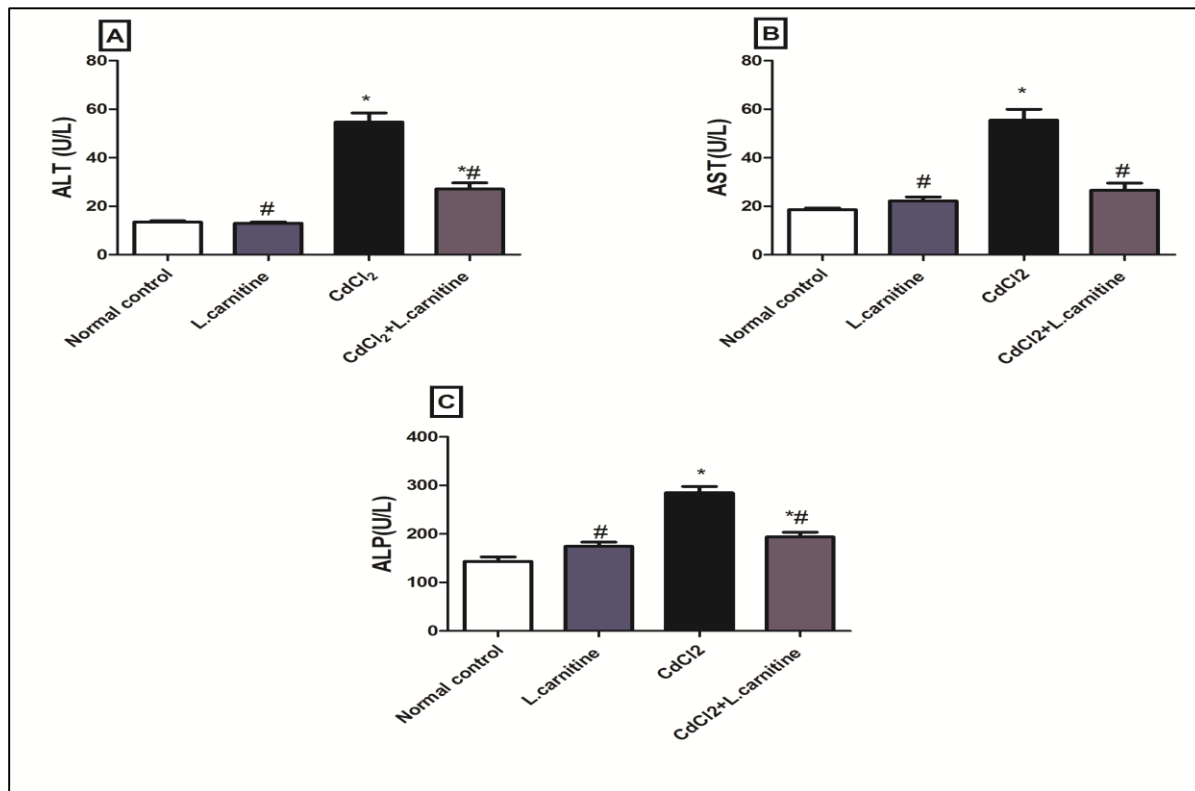 A
ALT (U/L)
80
60
40
20
0
*
#
*#
Normal control
L.carnitine
CdCl₂
CdCl₂+L.carnitine
B
AST(U/L)
80
60
40
20
0
*
#
#
Normal control
L.carnitine
CdCl2
CdCl2+L.carnitine
C
ALP(U/L)
400
300
200
100
0
*
#
*#
Normal control
L.carnitine
CdCl2
CdCl2+L.carnitine